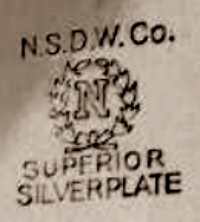 N.S.D.W. Co.
N
SUPERIOR
SILVERPLATE